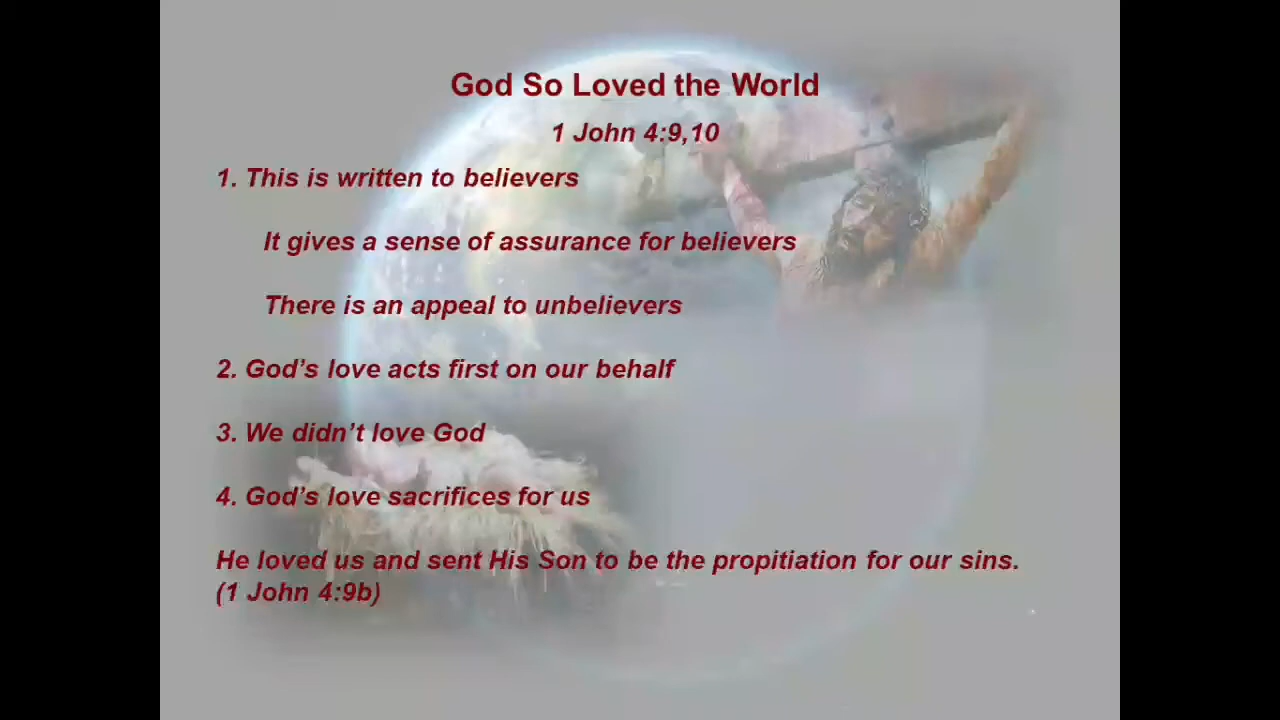 God So Loved the World
1 John 4:9,10
1. This is written to believers
It gives a sense of assurance for believers
There is an appeal to unbelievers
2. God’s love acts first on our behalf
3. We didn’t love God
4. God’s love sacrifices for us
He loved us and sent His Son to be the propitiation for our sins.
(1 John 4:9b)